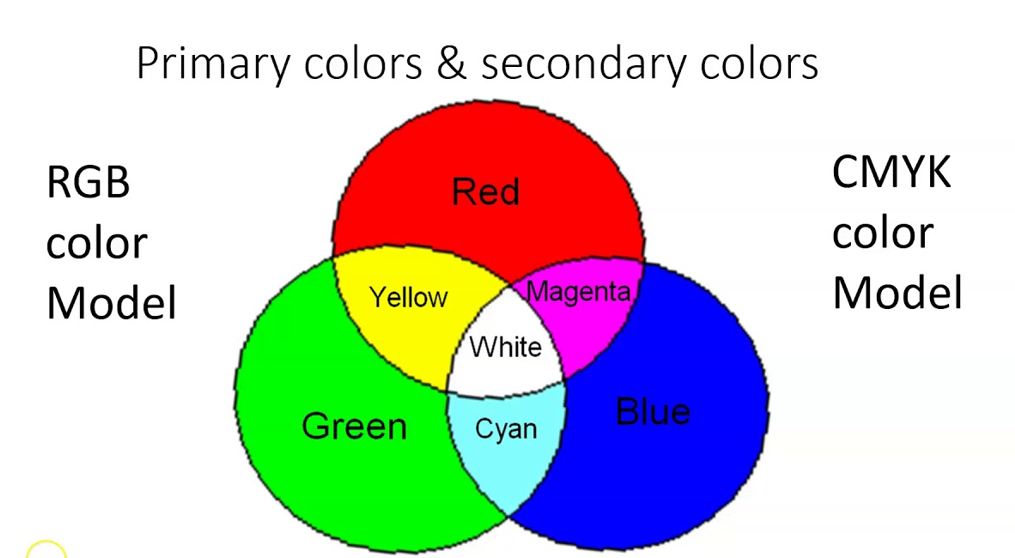 Primary colors & secondary colors
RGB
color
Model
CMYK
color
Model
Red
Yellow
Magenta
White
Green
Cyan
Blue